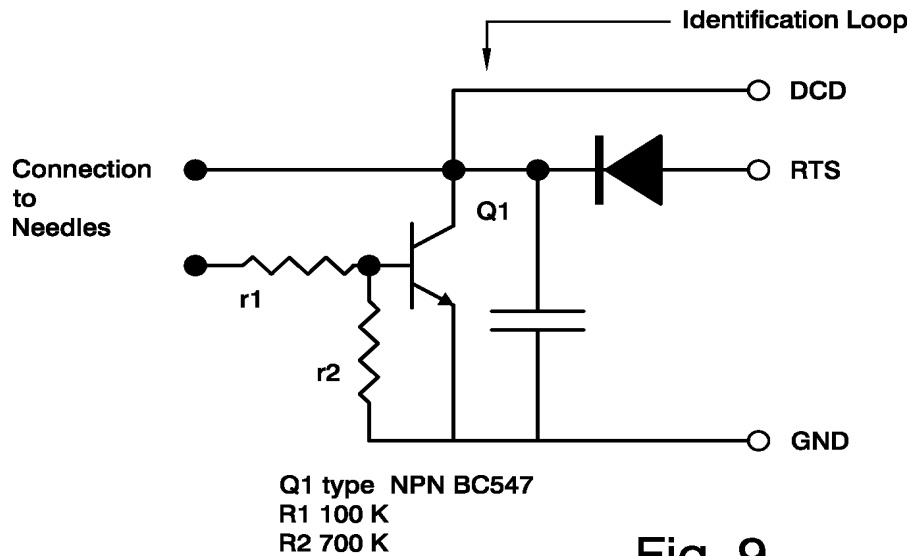 Identification Loop
DCD
Connection
to
Needles
RTS
Q1
r1
r2
GND
Q1 type NPN BC547
R1 100 K
R2 700 K
Fig. 9